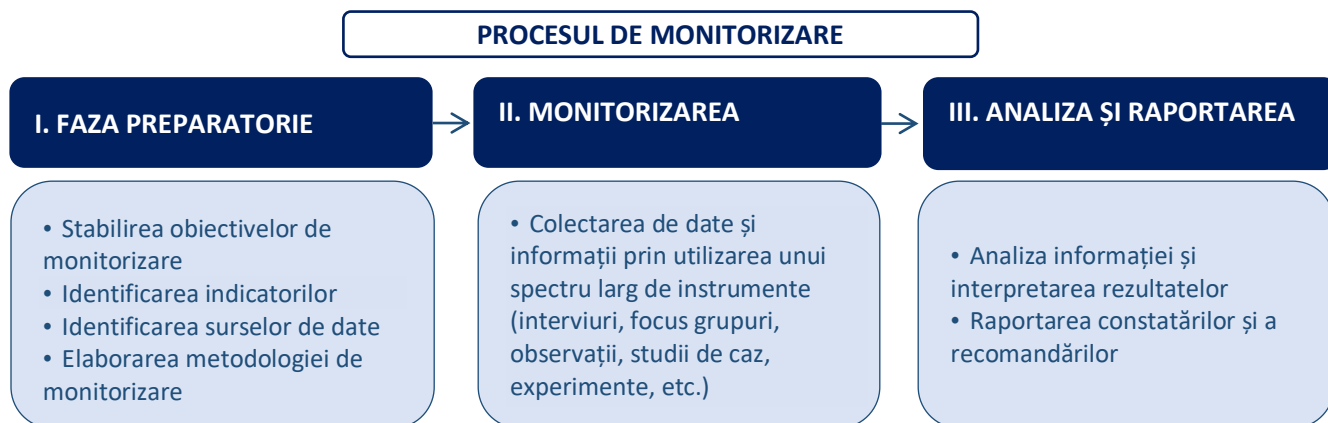 PROCESUL DE MONITORIZARE
I. FAZA PREPARATORIE
• Stabilirea obiectivelor de
monitorizare
• Identificarea indicatorilor
• Identificarea surselor de date
• Elaborarea metodologiei de
monitorizare
II. MONITORIZAREA
• Colectarea de date și
informații prin utilizarea unui
spectru larg de instrumente
(interviuri, focus grupuri,
observații, studii de caz,
experimente, etc.)
III. ANALIZA ȘI RAPORTAREA
• Analiza informației și
interpretarea rezultatelor
• Raportarea constatărilor și a
recomandărilor